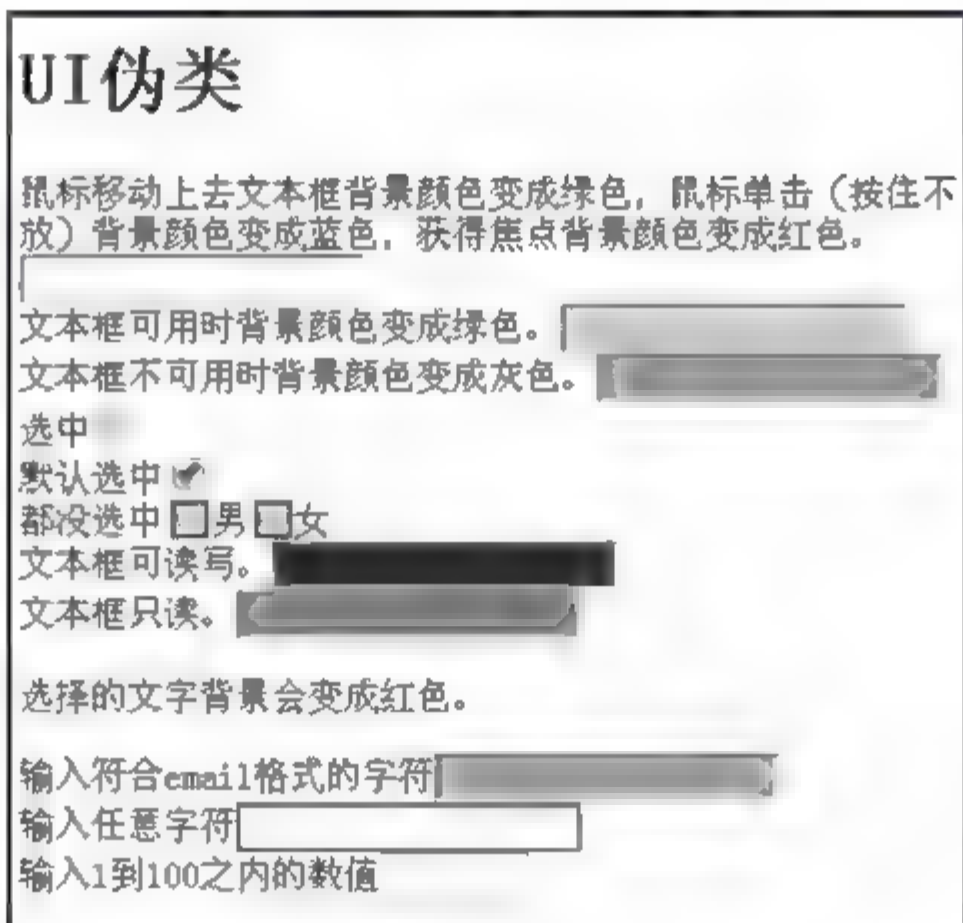 UI伪类
鼠标移动上去文本框背景颜色变成绿色，鼠标单击（按住不
放）背景颜色变成蓝色，获得焦点背景颜色变成红色。
文本框可用时背景颜色变成绿色。
文本框不可用时背景颜色变成灰色。
选中
默认选中
都没选中 男 女
文本框可读写。
文本框只读。
选择的文字背景会变成红色。
输入符合email格式的字符
输入任意字符
输入1到100之内的数值